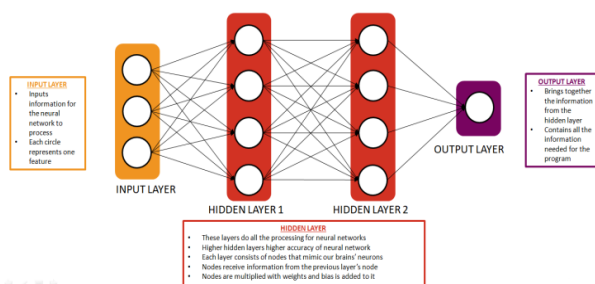 INPUT LAYER
• Inputs
information for
the neural
network to
process
• Each circle
represents one
feature
INPUT LAYER
HIDDEN LAYER 1
HIDDEN LAYER 2
OUTPUT LAYER
OUTPUT LAYER
• Brings together
the information
from the
hidden layer
• Contains all the
information
needed for the
program
HIDDEN LAYER
• These layers do all the processing for neural networks
• Higher hidden layers higher accuracy of neural network
• Each layer consists of nodes that mimic our brains' neurons
• Nodes receive information from the previous layer's node
• Nodes are multiplied with weights and bias is added to it